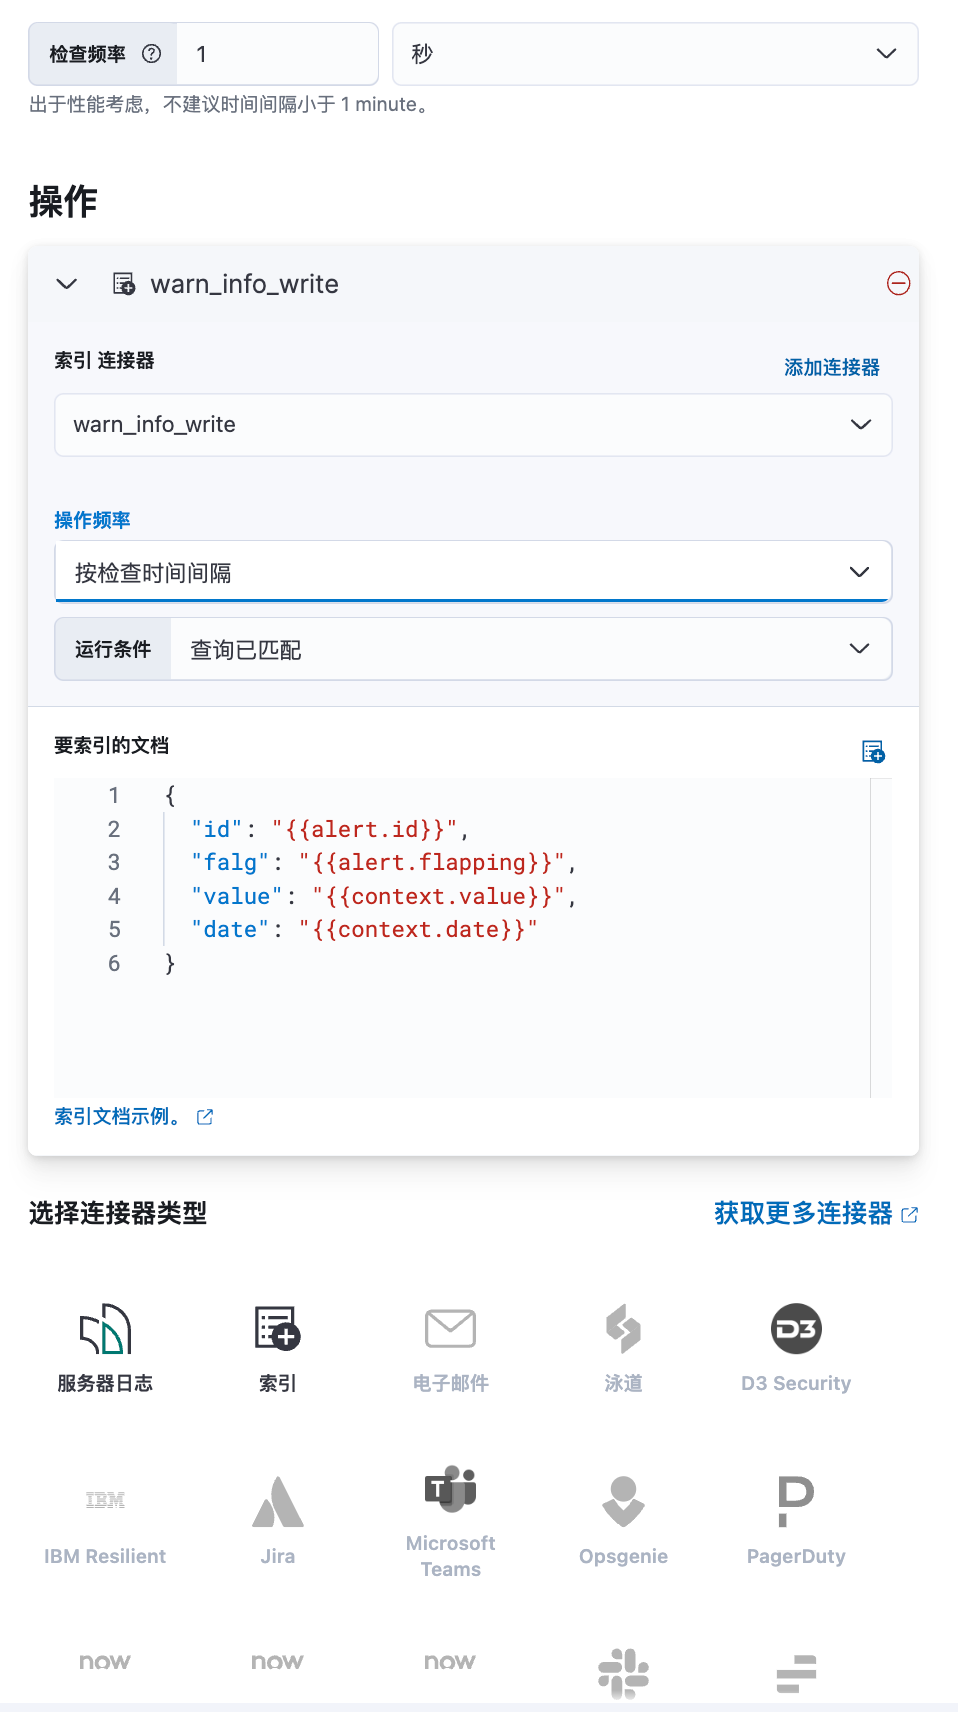 检查频率
1
秒
出于性能考虑，不建议时间间隔小于 1 minute。
操作
warn_info_write
索引 连接器
添加连接器
warn_info_write
操作频率
按检查时间间隔
运行条件
查询已匹配
要索引的文档
1 {
2 "id": "{{alert.id}}",
3 "falg": "{{alert.flapping}}",
4 "value": "{{context.value}}",
5 "date": "{{context.date}}"
6 }
索引文档示例。
选择连接器类型
获取更多连接器
服务器日志
索引
电子邮件
泳道
D3
D3 Security
IBM
IBM Resilient
Jira
T
Microsoft
Teams
Opsgenie
P
PagerDuty
now
now
now